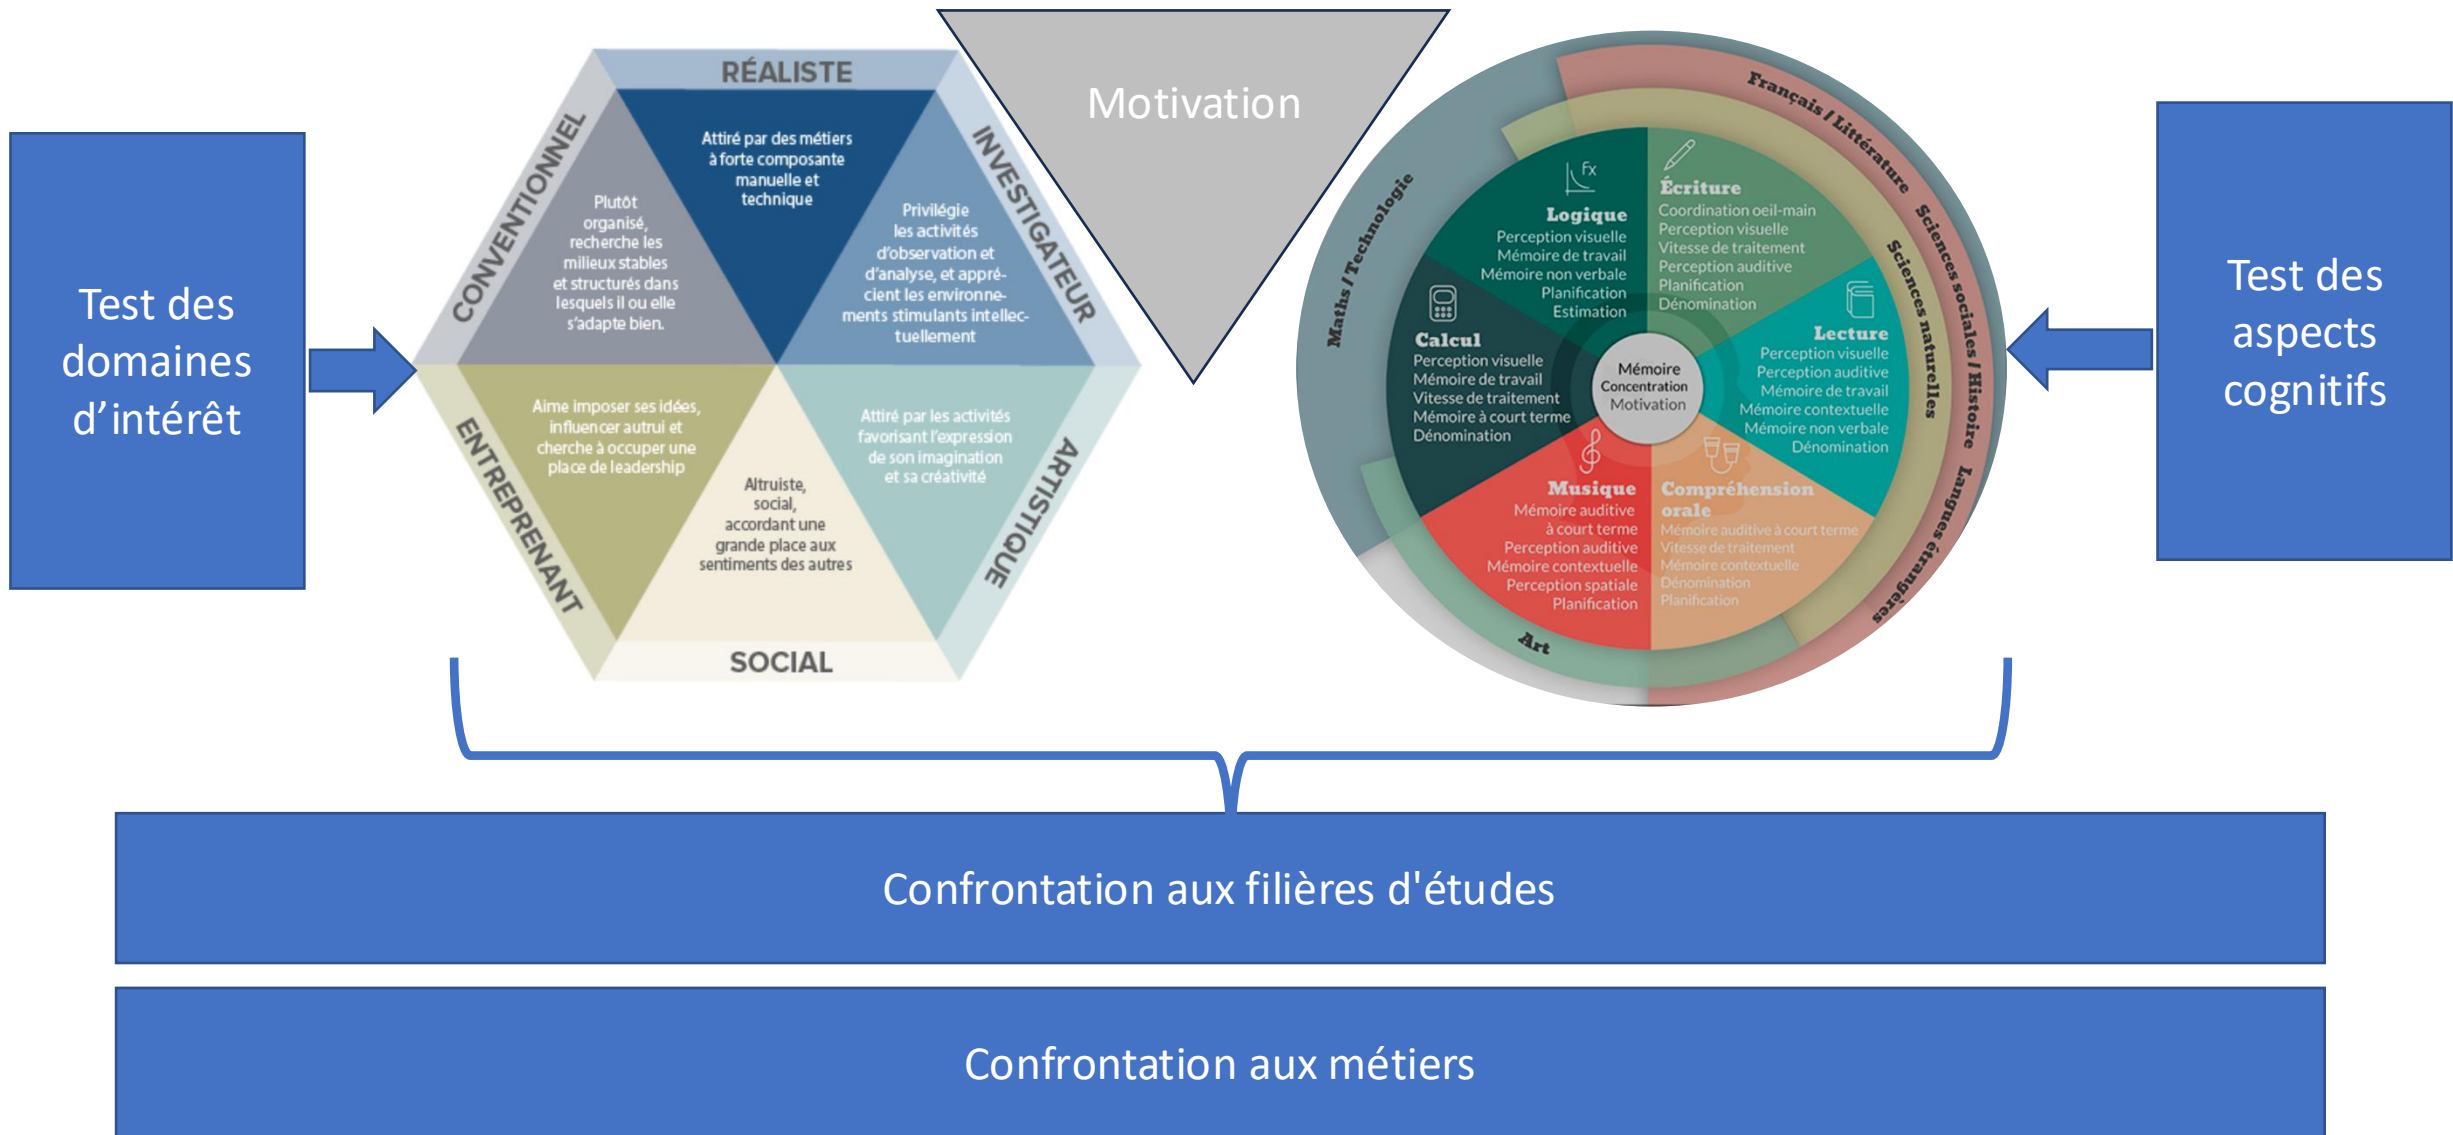 Test des
domaines
d’intérêt
RÉALISTE
Attiré par des métiers
à forte composante
manuelle et
technique
INVESTIGATEUR
Privilégie
les activités
d’observation et
d’analyse, et appré-
cient les environne-
ments stimulants intellec-
tuellement
ARTISTIQUE
Attiré par les activités
favorisant l’expression
de son imagination
et sa créativité
SOCIAL
Altruiste,
social,
accordant une
grande place aux
sentiments des autres
ENTREPRENANT
Aime imposer ses idées,
influencer autrui et
cherche à occuper une
place de leadership
CONVENTIONNEL
Plutôt
organisé,
recherche les
milieux stables
et structurés dans
lesquels il ou elle
s’adapte bien.
Motivation
Maths / Technologie
Français / Littérature
Sciences sociales / Histoire
Langues étrangères
Sciences naturelles
Art
Fx
Logique
Perception visuelle
Mémoire de travail
Mémoire non verbale
Planification
Estimation
Écriture
Coordination oeil-main
Perception visuelle
Vitesse de traitement
Perception auditive
Planification
Dénomination
Lecture
Perception visuelle
Perception auditive
Mémoire de travail
Mémoire contextuelle
Mémoire non verbale
Dénomination
Compréhension
orale
Mémoire auditive à court terme
Vitesse de traitement
Mémoire contextuelle
Dénomination
Planification
Musique
Mémoire auditive
à court terme
Perception auditive
Mémoire contextuelle
Perception spatiale
Planification
Calcul
Perception visuelle
Mémoire de travail
Vitesse de traitement
Mémoire à court terme
Dénomination
Mémoire
Concentration
Motivation
Test des
aspects
cognitifs
Confrontation aux filières d'études
Confrontation aux métiers